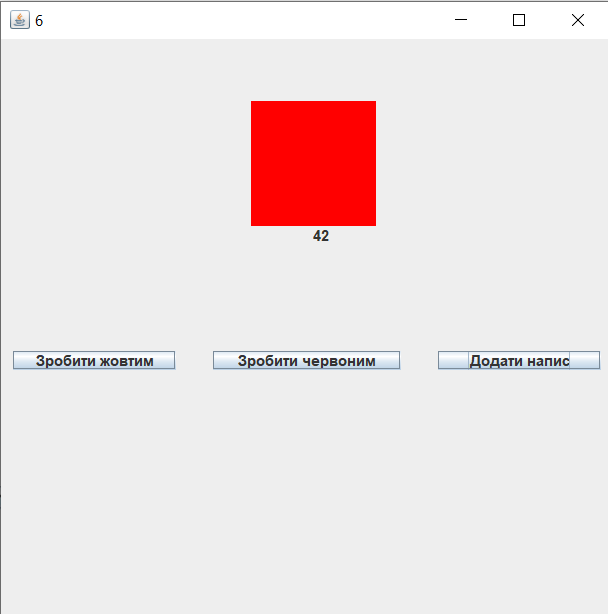 6
42
Зробити жовтим
Зробити червоним
Додати напис